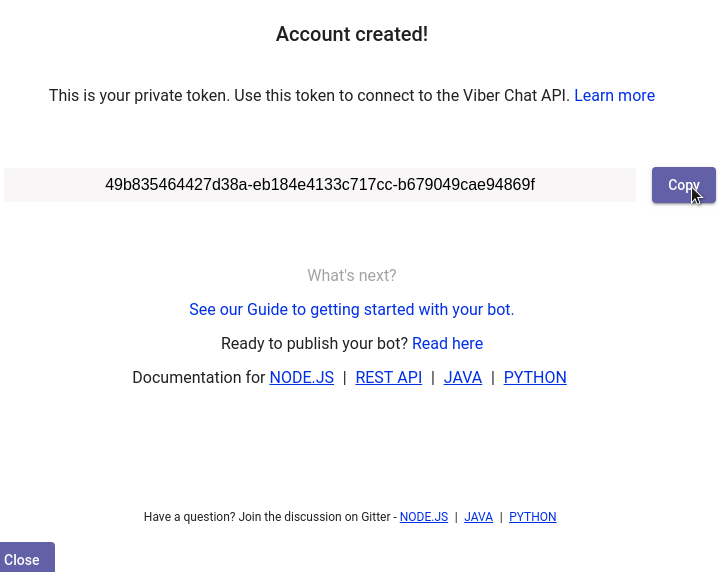 Account created!
This is your private token. Use this token to connect to the Viber Chat API. Learn more
49b835464427d38a-eb184e4133c717cc-b679049cae94869f
Copy
What's next?
See our Guide to getting started with your bot.
Ready to publish your bot? Read here
Documentation for NODE.JS | REST API | JAVA | PYTHON
Have a question? Join the discussion on Gitter - NODE.JS | JAVA | PYTHON
Close